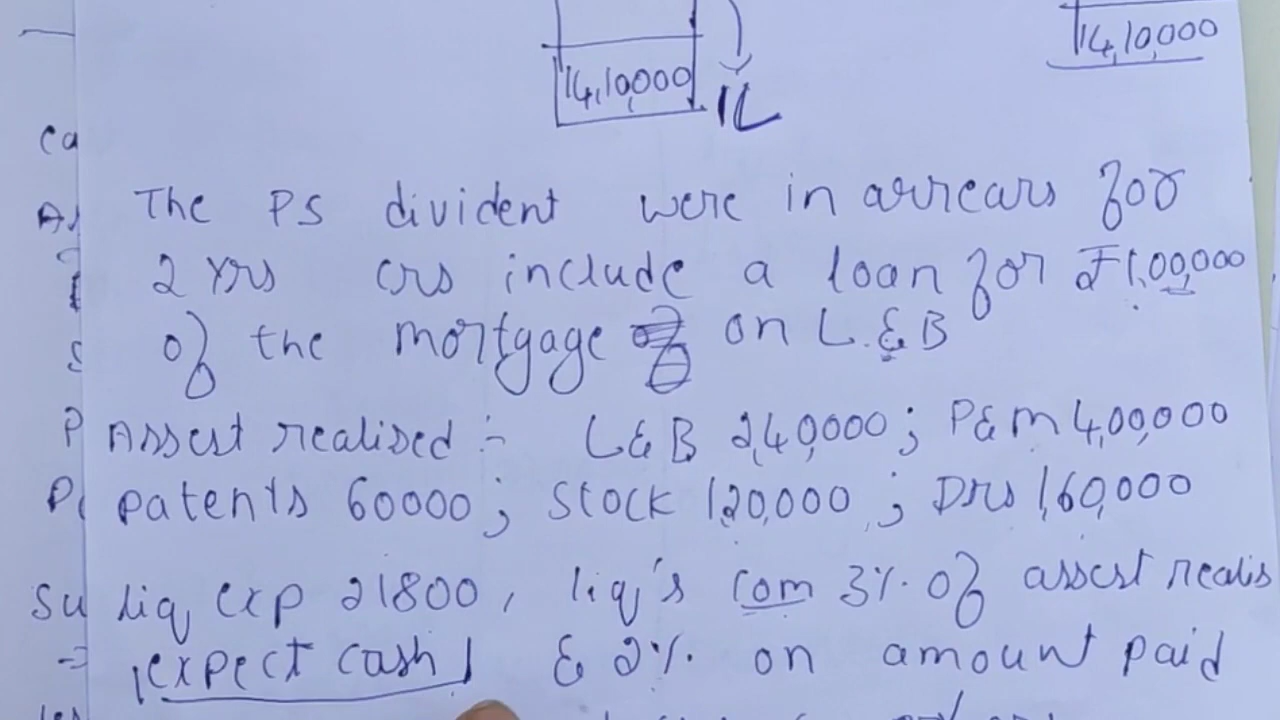 14,10,000
14,10,000
IL
Ca
The PS divident were in arrears for
2 Yrs crs include a loan for ₹1,00,000
of the mortgage on L.&B
P Assest realised :- L&B 2,40,000; P&M 4,00,000
patents 60000; Stock 1,20,000; Drs 1,60,000
Su liq exp 21800, liq's com 3% of assest realis
expect cash & 2% on amount paid